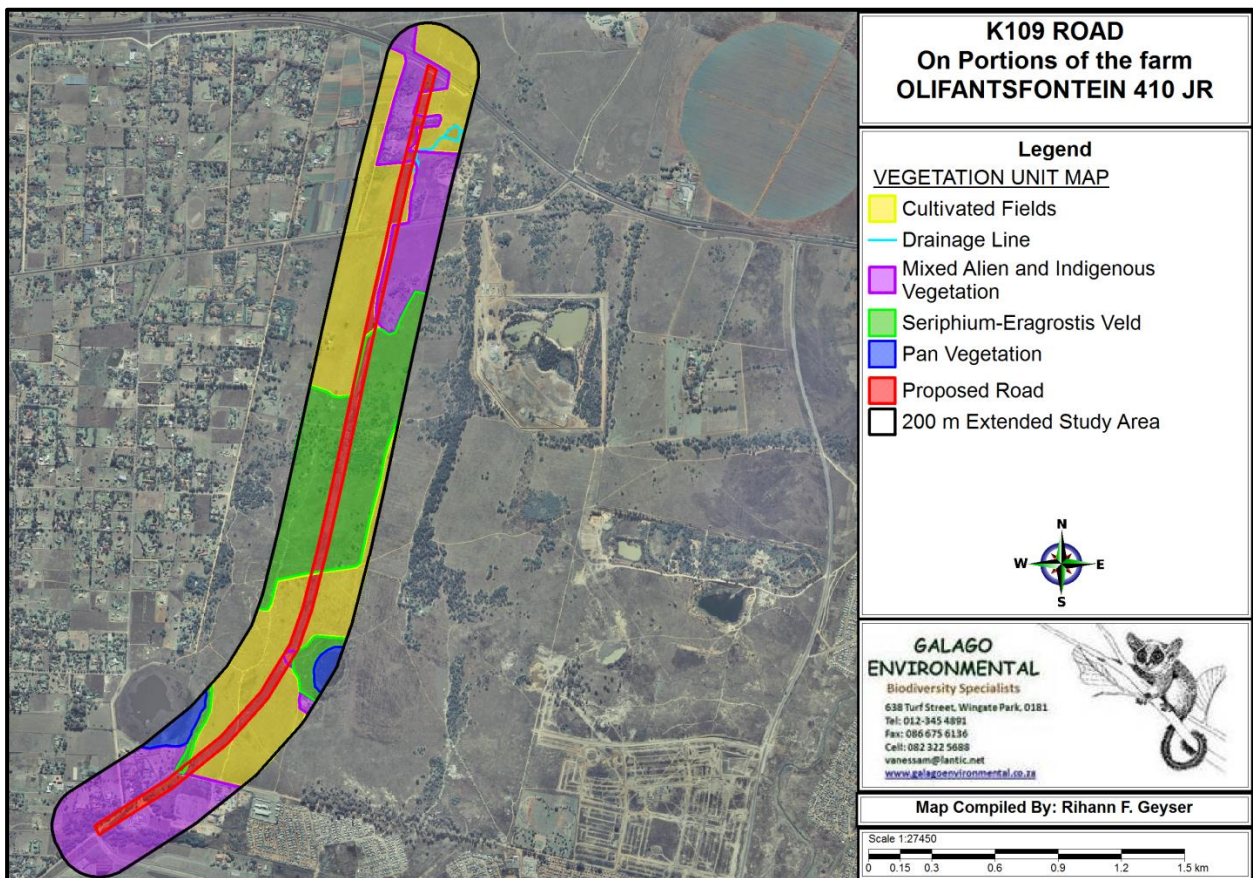 K109 ROAD
On Portions of the farm
OLIFANTSFONTEIN 410 JR
Legend
VEGETATION UNIT MAP
Cultivated Fields
Drainage Line
Mixed Alien and Indigenous
Vegetation
Seriphium-Eragrostis Veld
Pan Vegetation
Proposed Road
200 m Extended Study Area
N
W E
S
GALAGO
ENVIRONMENTAL
Biodiversity Specialists
638 Turf Street, Wingate Park, 0181
Tel: 012-345 4891
Fax: 086 675 6136
Cell: 082 322 5688
vanessam@lantic.net
www.galagoenvironmental.co.za
Map Compiled By: Rihann F. Geyser
Scale 1:27450
0 0.15 0.3 0.6 0.9 1.2 1.5 km